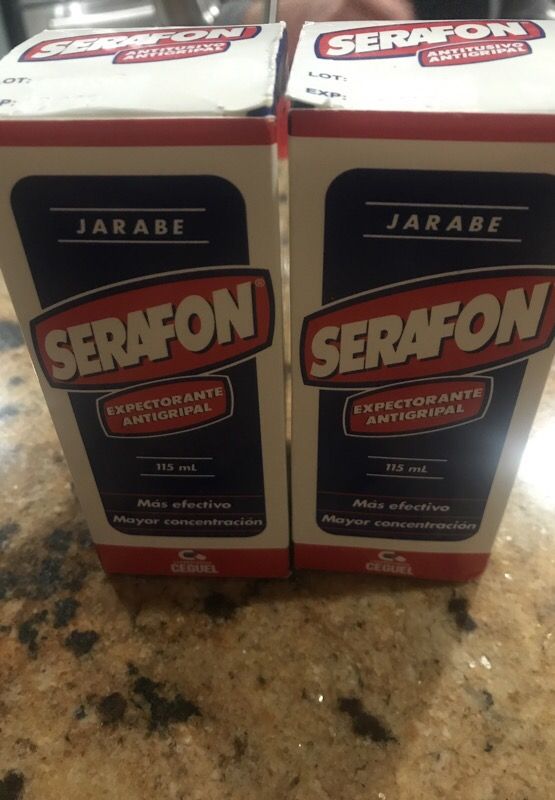 SERAFON
ANTITUSIVO
ANTIGRIPAL
LOT:
P:
JARABE
SERAFON®
EXPECTORANTE
ANTIGRIPAL
115 mL
Más efectivo
Mayor concentración
C
CEGUEL
SERAFON
ANTITUSIVO
ANTIGRIPAL
LOT:
EXP:
JARABE
SERAFON
EXPECTORANTE
ANTIGRIPAL
115 mL
Más efectivo
Mayor concentración
C
CEGUEL